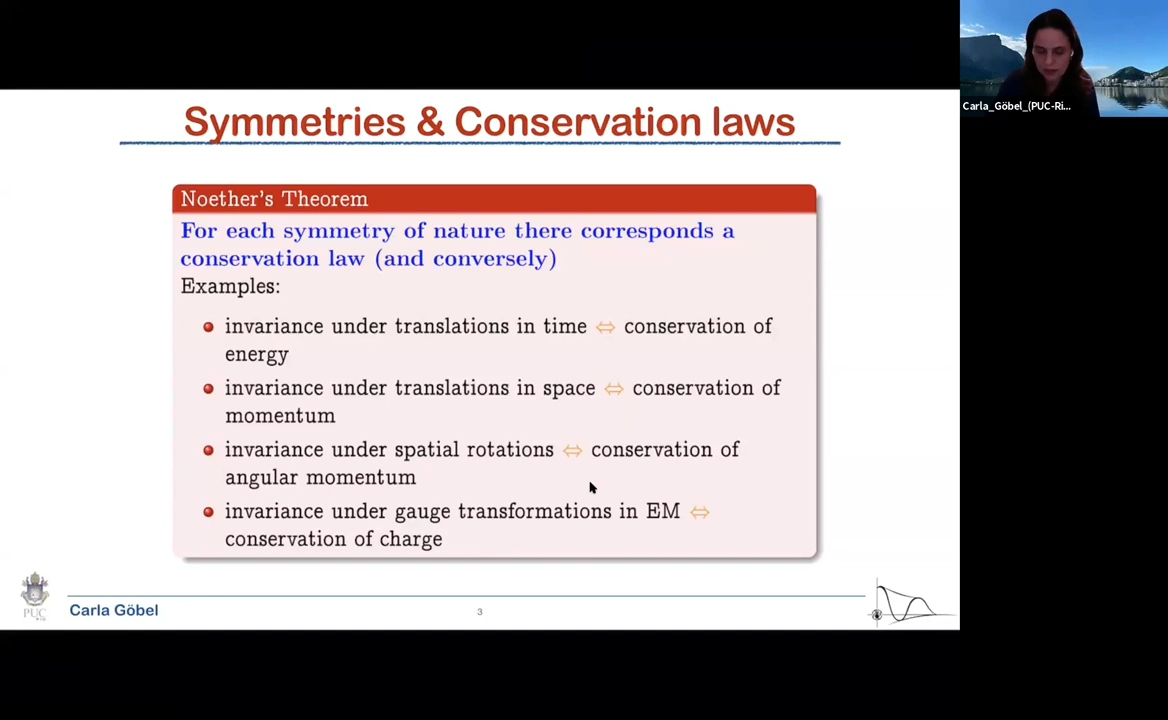 Symmetries & Conservation laws
Carla_Göbel_(PUC-Ri...
Noether's Theorem
For each symmetry of nature there corresponds a
conservation law (and conversely)
Examples:
invariance under translations in time ⇔ conservation of
energy
invariance under translations in space ⇔ conservation of
momentum
invariance under spatial rotations ⇔ conservation of
angular momentum
invariance under gauge transformations in EM ⇔
conservation of charge
PUC
Carla Göbel
3